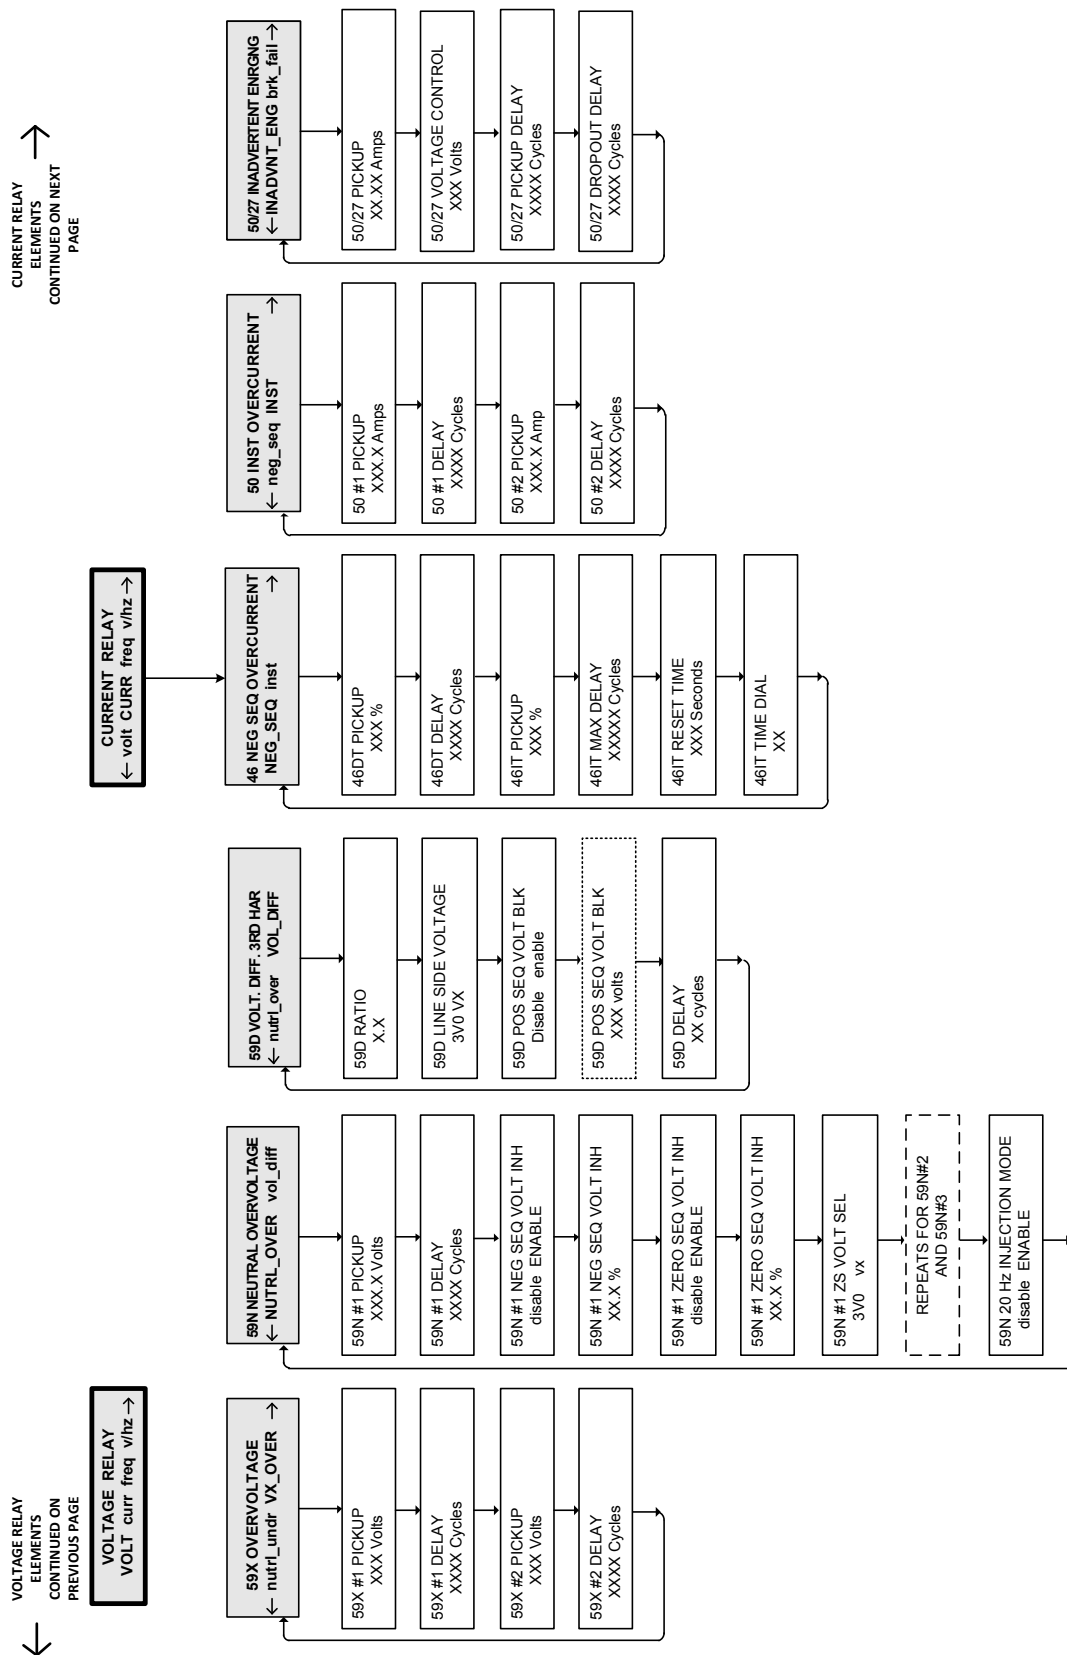 VOLTAGE RELAY
ELEMENTS
CONTINUED ON
PREVIOUS PAGE
←
VOLTAGE RELAY
VOLT curr freq v/hz →
59X OVERVOLTAGE
← nutrl_undr VX_OVER →
59X #1 PICKUP
XXX Volts
59X #1 DELAY
XXXX Cycles
59X #2 PICKUP
XXX Volts
59X #2 DELAY
XXXX Cycles
59N NEUTRAL OVERVOLTAGE
← NUTRL_OVER vol_diff →
59N #1 PICKUP
XXX.X Volts
59N #1 DELAY
XXXX Cycles
59N #1 NEG SEQ VOLT INH
disable ENABLE
59N #1 NEG SEQ VOLT INH
XX.X %
59N #1 ZERO SEQ VOLT INH
disable ENABLE
59N #1 ZERO SEQ VOLT INH
XX.X %
59N #1 ZS VOLT SEL
3V0 vx
REPEATS FOR 59N#2
AND 59N#3
59N 20 Hz INJECTION MODE
disable ENABLE
59D VOLT. DIFF. 3RD HAR
← nutrl_over VOL_DIFF
59D RATIO
X.X
59D LINE SIDE VOLTAGE
3V0 VX
59D POS SEQ VOLT BLK
Disable enable
59D POS SEQ VOLT BLK
XXX volts
59D DELAY
XX cycles
CURRENT RELAY
← volt CURR freq v/hz →
46 NEG SEQ OVERCURRENT
NEG_SEQ inst →
46DT PICKUP
XXX %
46DT DELAY
XXXX Cycles
46IT PICKUP
XXX %
46IT MAX DELAY
XXXXX Cycles
46IT RESET TIME
XXX Seconds
46IT TIME DIAL
XX
50 INST OVERCURRENT
← neg_seq INST →
50 #1 PICKUP
XXX.X Amps
50 #1 DELAY
XXXX Cycles
50 #2 PICKUP
XXX.X Amp
50 #2 DELAY
XXXX Cycles
CURRENT RELAY
ELEMENTS
CONTINUED ON NEXT
PAGE
→
50/27 INADVERTENT ENRGNG
← INADVNT_ENG brk_fail →
50/27 PICKUP
XX.XX Amps
50/27 VOLTAGE CONTROL
XXX Volts
50/27 PICKUP DELAY
XXXX Cycles
50/27 DROPOUT DELAY
XXXX Cycles